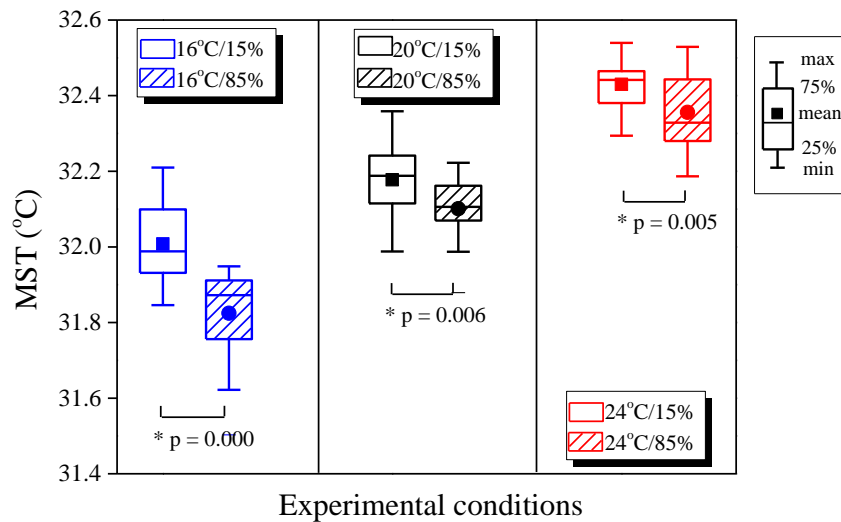 32.6
32.4
32.2
32.0
31.8
31.6
31.4
MST (°C)
16°C/15%
16°C/85%
* p = 0.000
20°C/15%
20°C/85%
* p = 0.006
* p = 0.005
24°C/15%
24°C/85%
max
75%
mean
25%
min
Experimental conditions